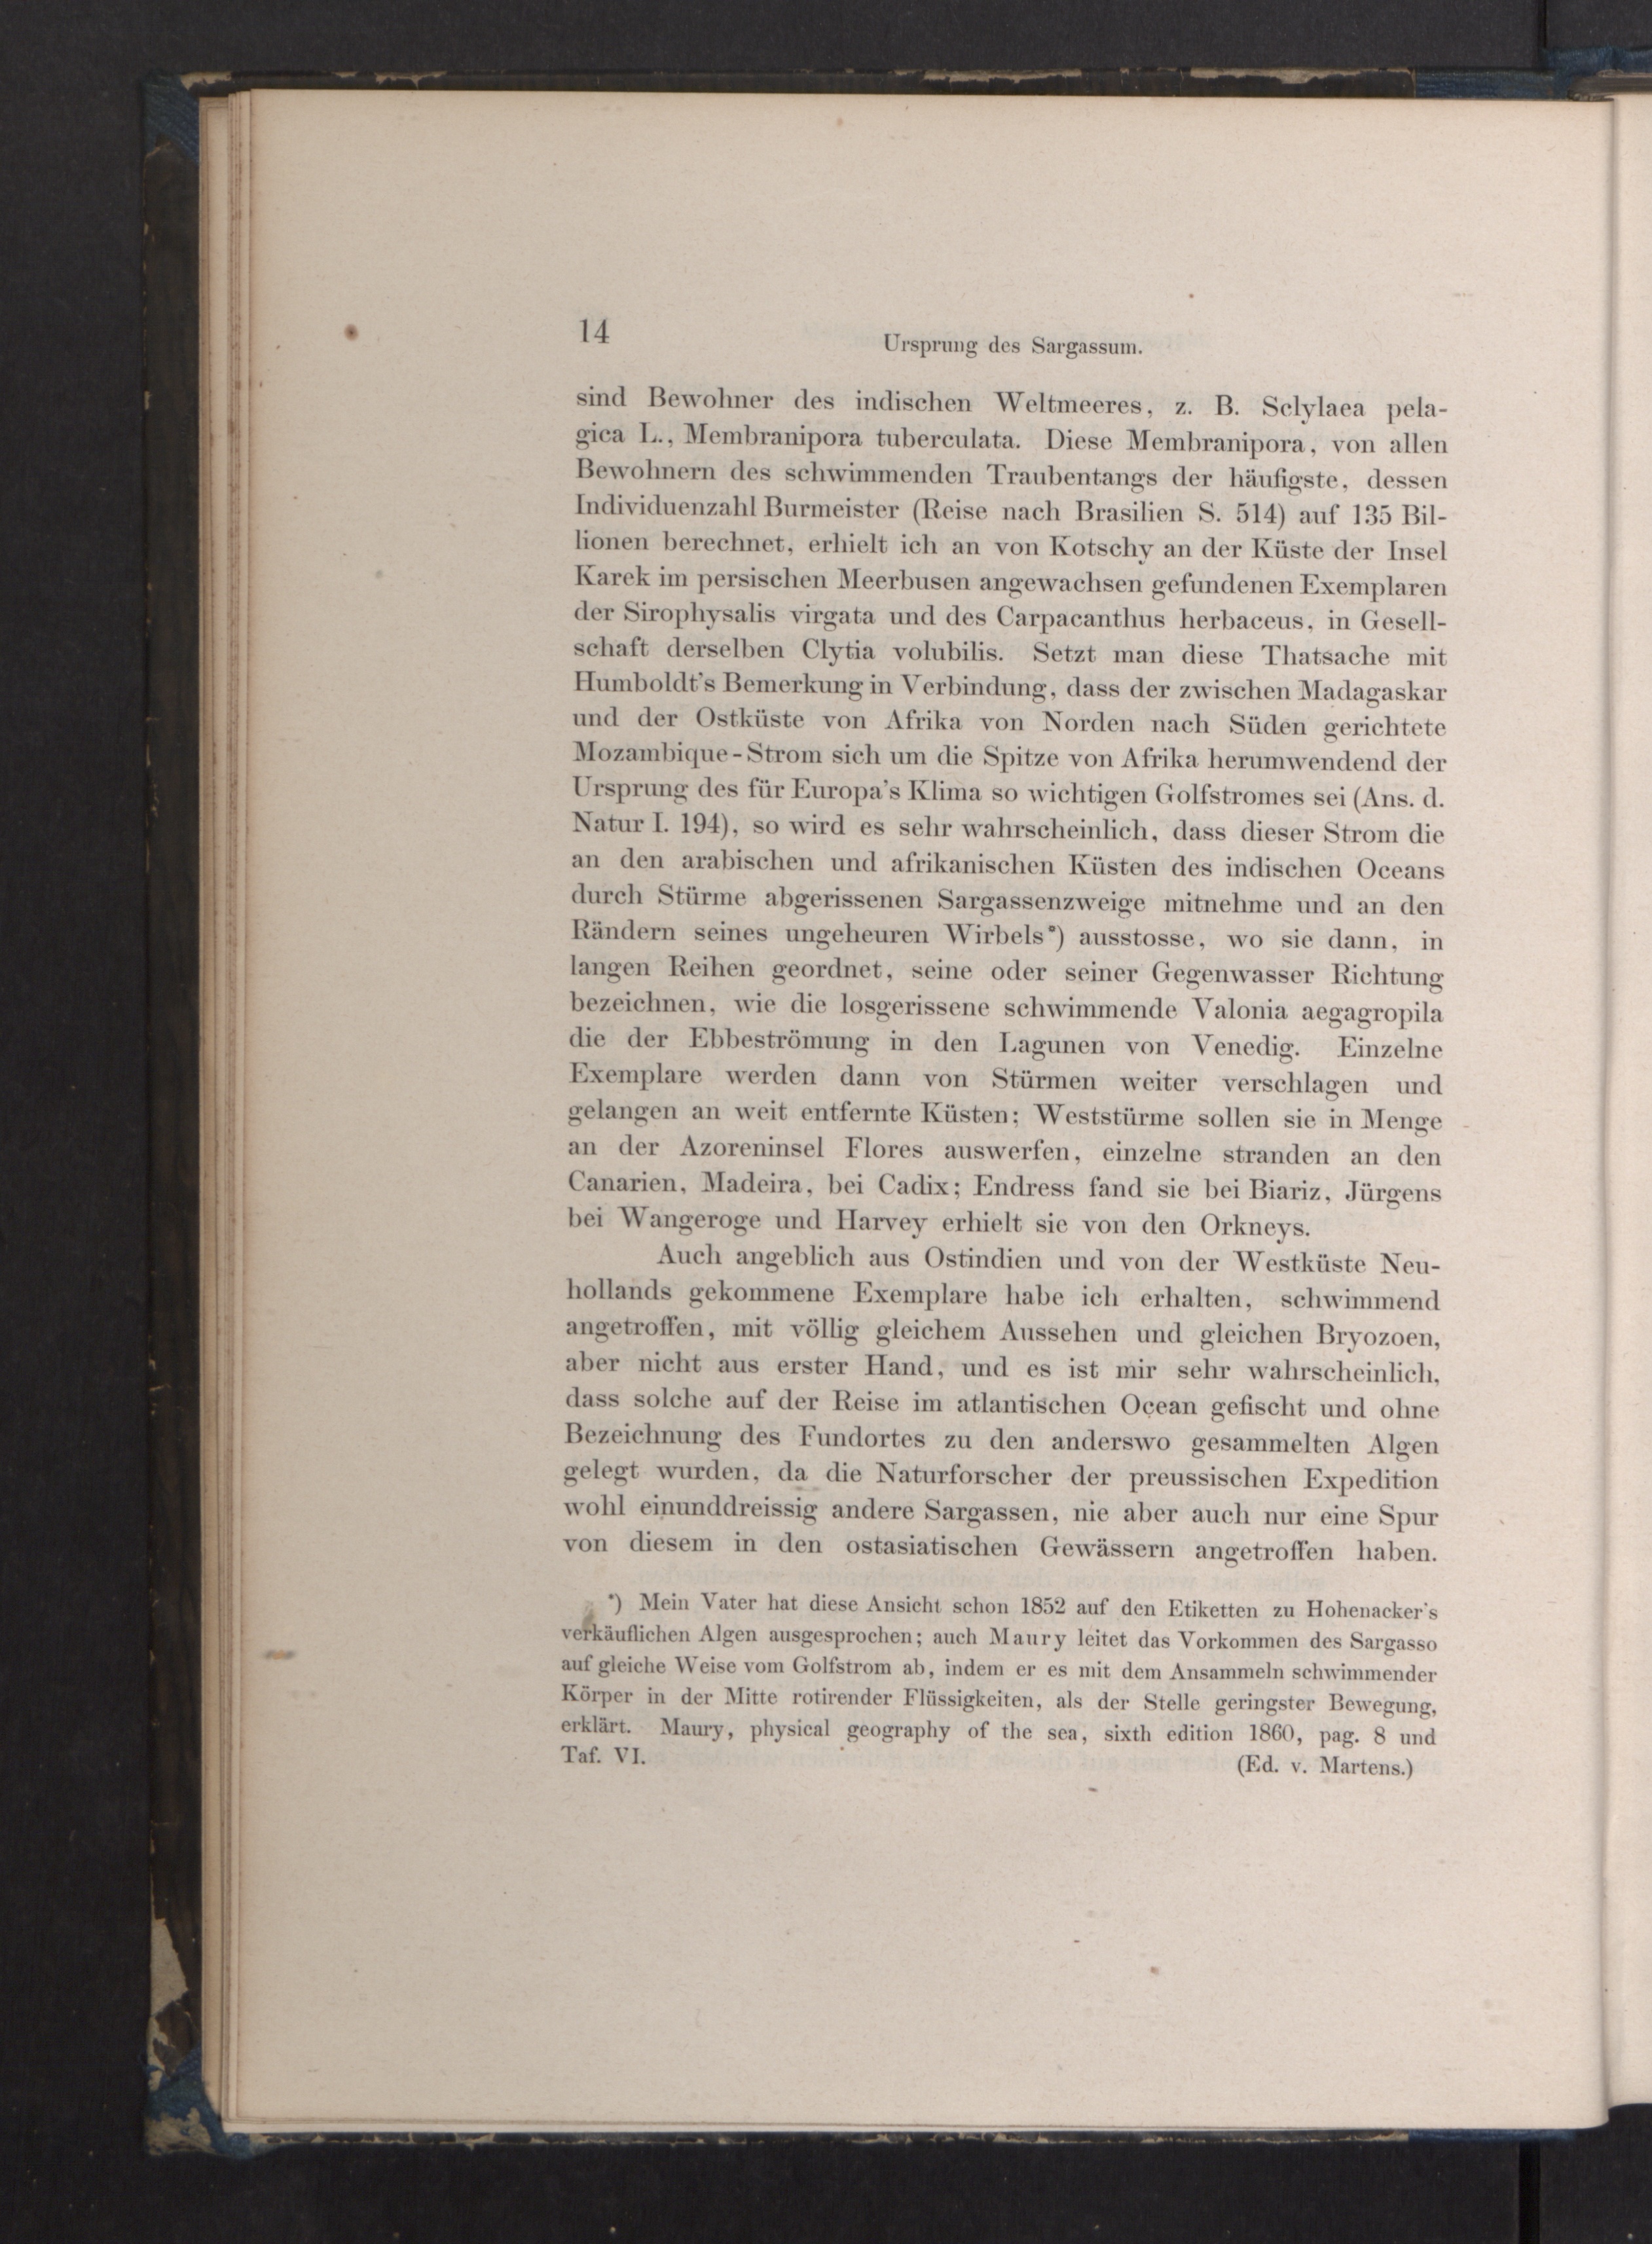 14
Ursprung des Sargassum.
sind Bewohner des indischen Weltmeeres, z. B. Sclylaea pela-
gica L., Membranipora tuberculata. Diese Membranipora, von allen
Bewohnern des schwimmenden Traubentangs der häufigste, dessen
Individuenzahl Burmeister (Reise nach Brasilien S. 514) auf 135 Bil-
lionen berechnet, erhielt ich an von Kotschy an der Küste der Insel
Karek im persischen Meerbusen angewachsen gefundenen Exemplaren
der Sirophysalis virgata und des Carpacanthus herbaceus, in Gesell-
schaft derselben Clytia volubilis. Setzt man diese Thatsache mit
Humboldt's Bemerkung in Verbindung, dass der zwischen Madagaskar
und der Ostküste von Afrika von Norden nach Süden gerichtete
Mozambique-Strom sich um die Spitze von Afrika herumwendend der
Ursprung des für Europa's Klima so wichtigen Golfstromes sei (Ans. d.
Natur I. 194), so wird es sehr wahrscheinlich, dass dieser Strom die
an den arabischen und afrikanischen Küsten des indischen Oceans
durch Stürme abgerissenen Sargassenzweige mitnehme und an den
Rändern seines ungeheuren Wirbels*) ausstosse, wo sie dann, in
langen Reihen geordnet, seine oder seiner Gegenwasser Richtung
bezeichnen, wie die losgerissene schwimmende Valonia aegagropila
die der Ebbeströmung in den Lagunen von Venedig. Einzelne
Exemplare werden dann von Stürmen weiter verschlagen und
gelangen an weit entfernte Küsten; Weststürme sollen sie in Menge
an der Azoreninsel Flores auswerfen, einzelne stranden an den
Canarien, Madeira, bei Cadix; Endress fand sie bei Biariz, Jürgens
bei Wangeroge und Harvey erhielt sie von den Orkneys.
Auch angeblich aus Ostindien und von der Westküste Neu-
hollands gekommene Exemplare habe ich erhalten, schwimmend
angetroffen, mit völlig gleichem Aussehen und gleichen Bryozoen,
aber nicht aus erster Hand, und es ist mir sehr wahrscheinlich,
dass solche auf der Reise im atlantischen Ocean gefischt und ohne
Bezeichnung des Fundortes zu den anderswo gesammelten Algen
gelegt wurden, da die Naturforscher der preussischen Expedition
wohl einunddreissig andere Sargassen, nie aber auch nur eine Spur
von diesem in den ostasiatischen Gewässern angetroffen haben.
*) Mein Vater hat diese Ansicht schon 1852 auf den Etiketten zu Hohenacker's
verkäuflichen Algen ausgesprochen; auch Maury leitet das Vorkommen des Sargasso
auf gleiche Weise vom Golfstrom ab, indem er es mit dem Ansammeln schwimmender
Körper in der Mitte rotirender Flüssigkeiten, als der Stelle geringster Bewegung,
erklärt. Maury, physical geography of the sea, sixth edition 1860, pag. 8 und
Taf. VI. (Ed. v. Martens.)